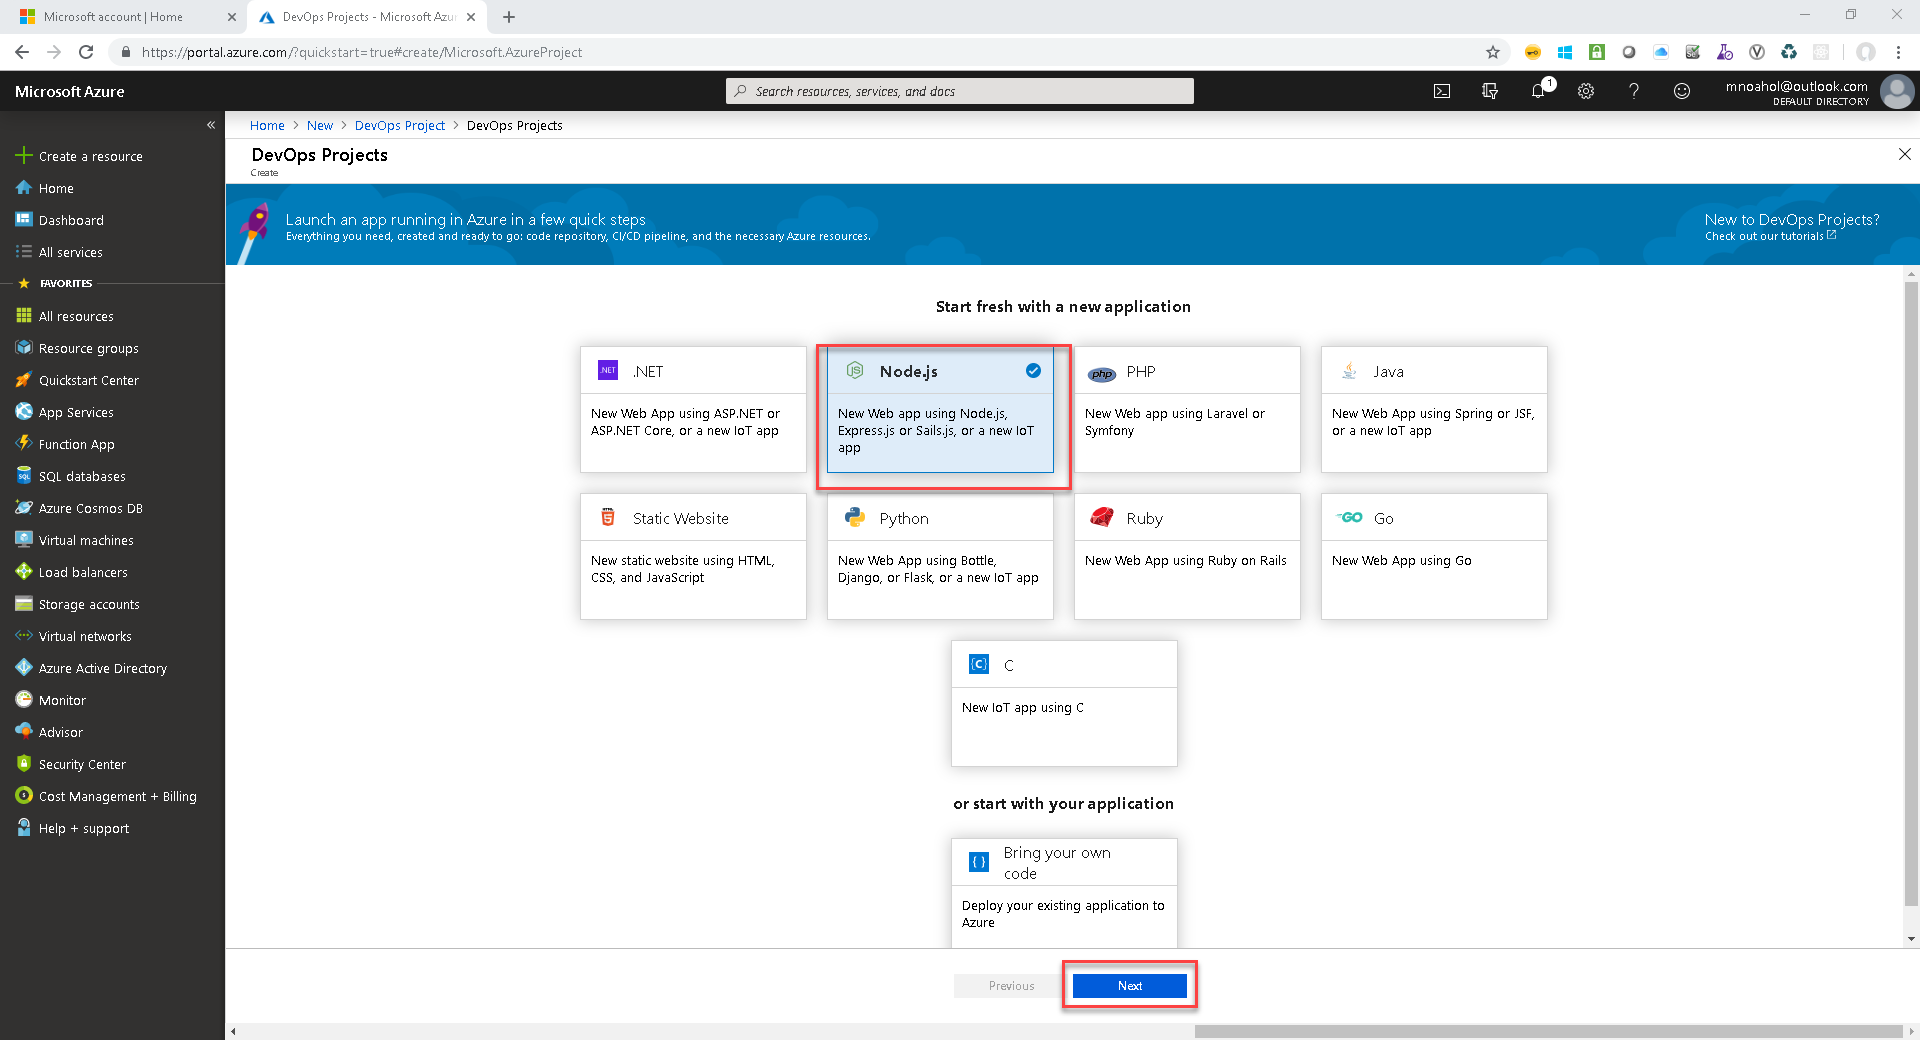 Microsoft account | Home
DevOps Projects - Microsoft Azu
https://portal.azure.com/?quickstart=true#create/Microsoft.AzureProject
Microsoft Azure
Search resources, services, and docs
1
mnoahol@outlook.com
DEFAULT DIRECTORY
Home > New > DevOps Project > DevOps Projects
DevOps Projects
Create
Create a resource
Home
Dashboard
All services
FAVORITES
All resources
Resource groups
Quickstart Center
App Services
Function App
SQL databases
Azure Cosmos DB
Virtual machines
Load balancers
Storage accounts
Virtual networks
Azure Active Directory
Monitor
Advisor
Security Center
Cost Management + Billing
Help + support
Launch an app running in Azure in a few quick steps
Everything you need, created and ready to go: code repository, CI/CD pipeline, and the necessary Azure resources.
New to DevOps Projects?
Check out our tutorials
Start fresh with a new application
.NET
.NET
New Web App using ASP.NET or
ASP.NET Core, or a new IoT app
JS
Node.js
New Web app using Node.js,
Express.js or Sails.js, or a new IoT
app
php
PHP
New Web app using Laravel or
Symfony
Java
New Web App using Spring or JSF,
or a new IoT app
5
Static Website
New static website using HTML,
CSS, and JavaScript
Python
New Web App using Bottle,
Django, or Flask, or a new IoT app
Ruby
New Web App using Ruby on Rails
GO
Go
New Web App using Go
{C}
C
New IoT app using C
or start with your application
{ }
Bring your own
code
Deploy your existing application to
Azure
Previous
Next